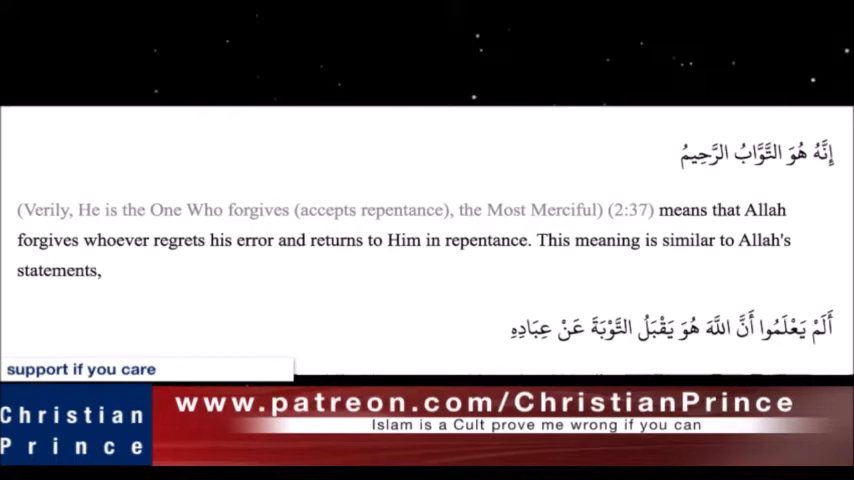 إِنَّهُ هُوَ التَّوَّابُ الرَّحِيمُ
(Verily, He is the One Who forgives (accepts repentance), the Most Merciful) (2:37) means that Allah
forgives whoever regrets his error and returns to Him in repentance. This meaning is similar to Allah's
statements,
أَلَمْ يَعْلَمُوا أَنَّ اللَّهَ هُوَ يَقْبَلُ التَّوْبَةَ عَنْ عِبَادِهِ
support if you care
Christian
Prince
www.patreon.com/ChristianPrince
Islam is a Cult prove me wrong if you can